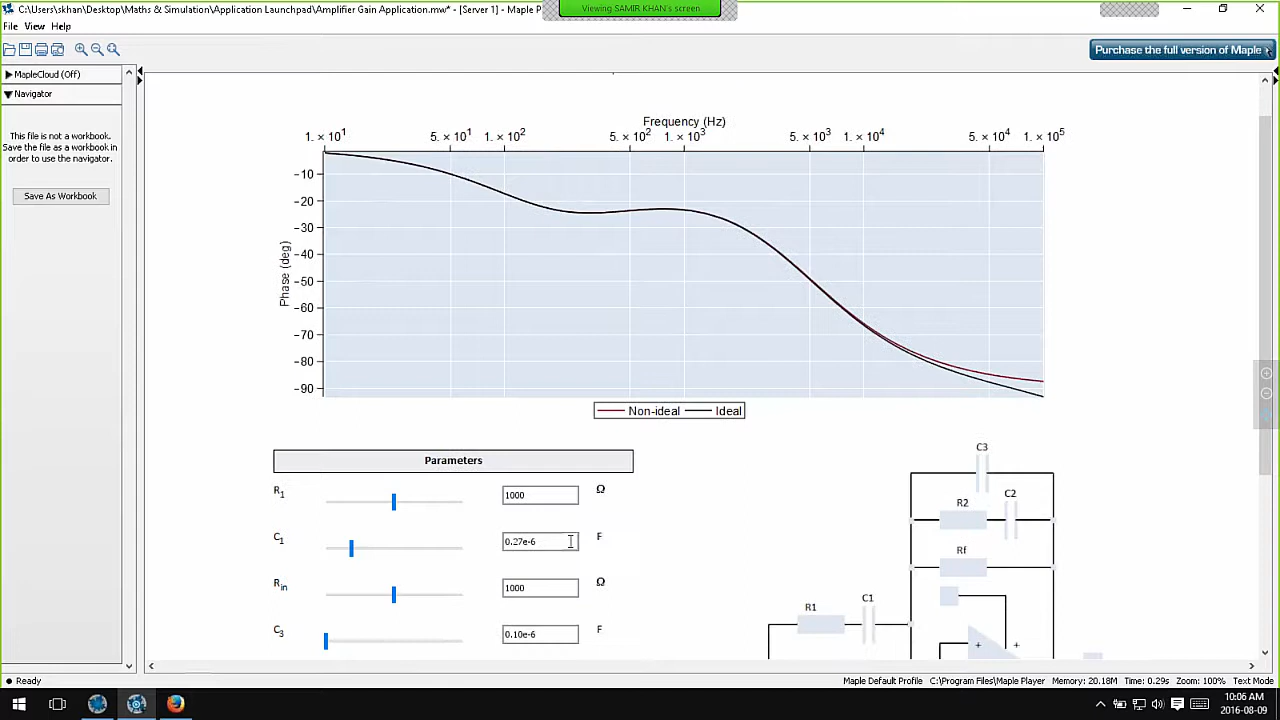 C:\Users\skhan\Desktop\Maths & Simulation\Application Launchpad\Amplifier Gain Application.mw* - [Server 1] - Maple P
Viewing SAMIR KHAN's screen
File View Help
Purchase the full version of Maple
MapleCloud (Off)
Navigator
This file is not a workbook.
Save the file as a workbook in
order to use the navigator.
Save As Workbook
Frequency (Hz)
1. × 10¹ 5. × 10¹ 1. × 10² 5. × 10² 1. × 10³ 5. × 10³ 1. × 10⁴ 5. × 10⁴ 1. × 10⁵
Phase (deg)
−10
−20
−30
−40
−50
−60
−70
−80
−90
Non-ideal Ideal
Parameters
R1 1000 Ω
C1 0.27e-6 F
Rin 1000 Ω
C3 0.10e-6 F
C3
C2
R2
Rf
C1
R1
+ +
Ready
Maple Default Profile C:\Program Files\Maple Player Memory: 20.18M Time: 0.29s Zoom: 100% Text Mode
10:06 AM
2016-08-09